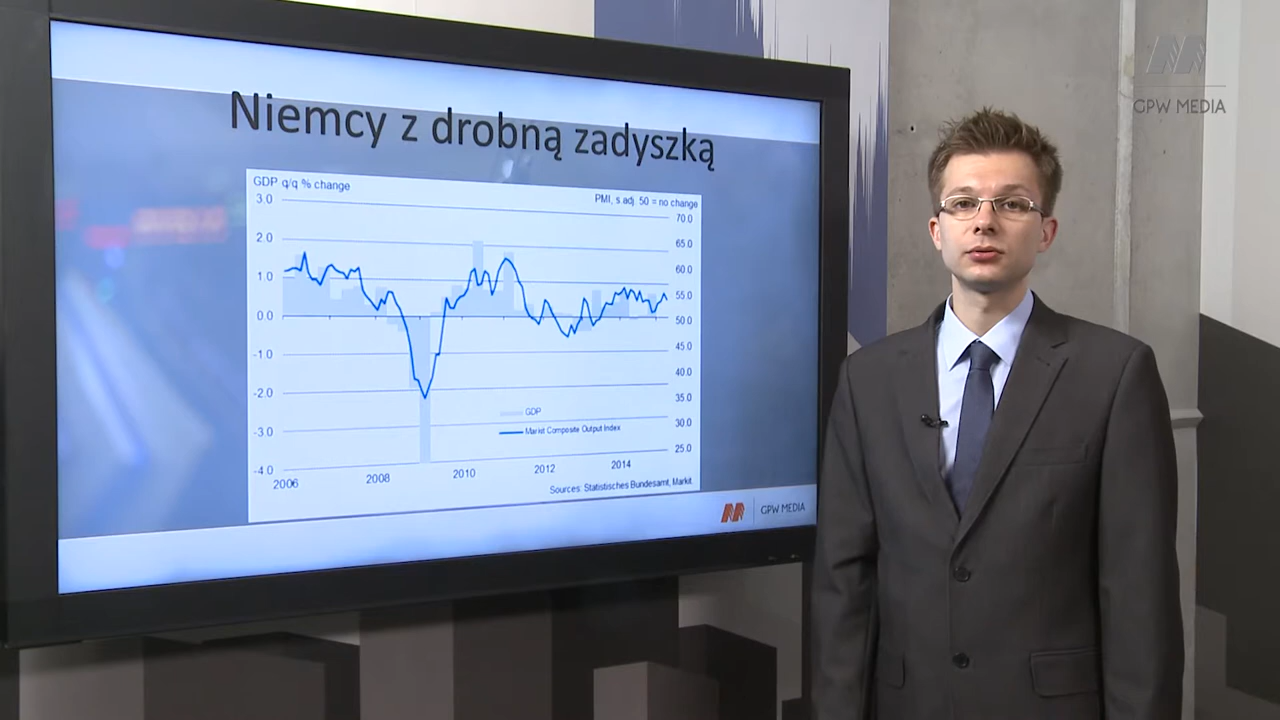 Niemcy z drobną zadyszką
GDP q/q % change
PMI, s.adj. 50 = no change
3.0
2.0
1.0
0.0
-1.0
-2.0
-3.0
-4.0
70.0
65.0
60.0
55.0
50.0
45.0
40.0
35.0
30.0
25.0
GDP
Markit Composite Output Index
2006
2008
2010
2012
2014
Sources: Statistisches Bundesamt, Markit.
GPW MEDIA
GPW MEDIA